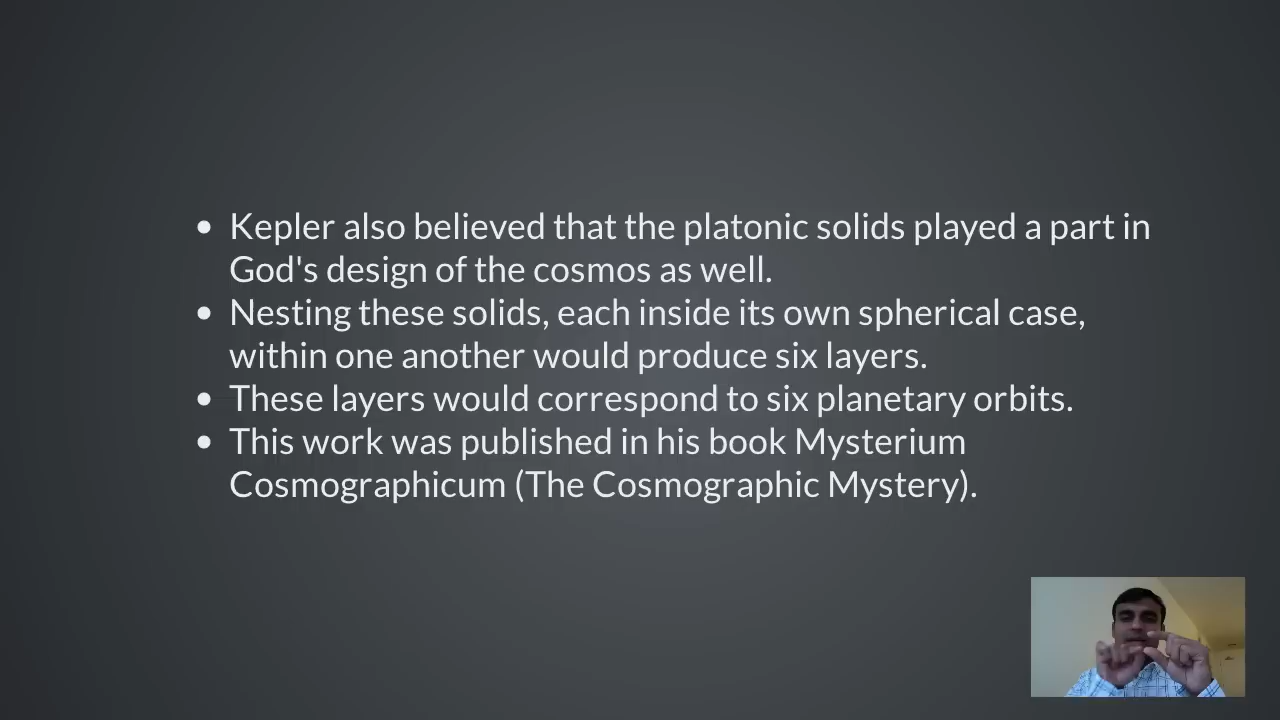 • Kepler also believed that the platonic solids played a part in
God's design of the cosmos as well.
• Nesting these solids, each inside its own spherical case,
within one another would produce six layers.
• These layers would correspond to six planetary orbits.
• This work was published in his book Mysterium
Cosmographicum (The Cosmographic Mystery).